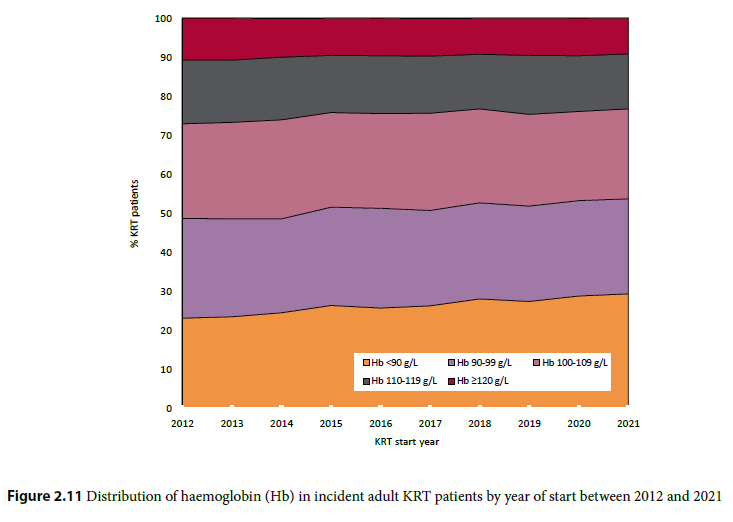 100
90
80
70
60
50
40
30
20
10
0
% KRT patients
Hb <90 g/L Hb 90-99 g/L Hb 100-109 g/L
Hb 110-119 g/L Hb ≥120 g/L
2012 2013 2014 2015 2016 2017 2018 2019 2020 2021
KRT start year
Figure 2.11 Distribution of haemoglobin (Hb) in incident adult KRT patients by year of start between 2012 and 2021